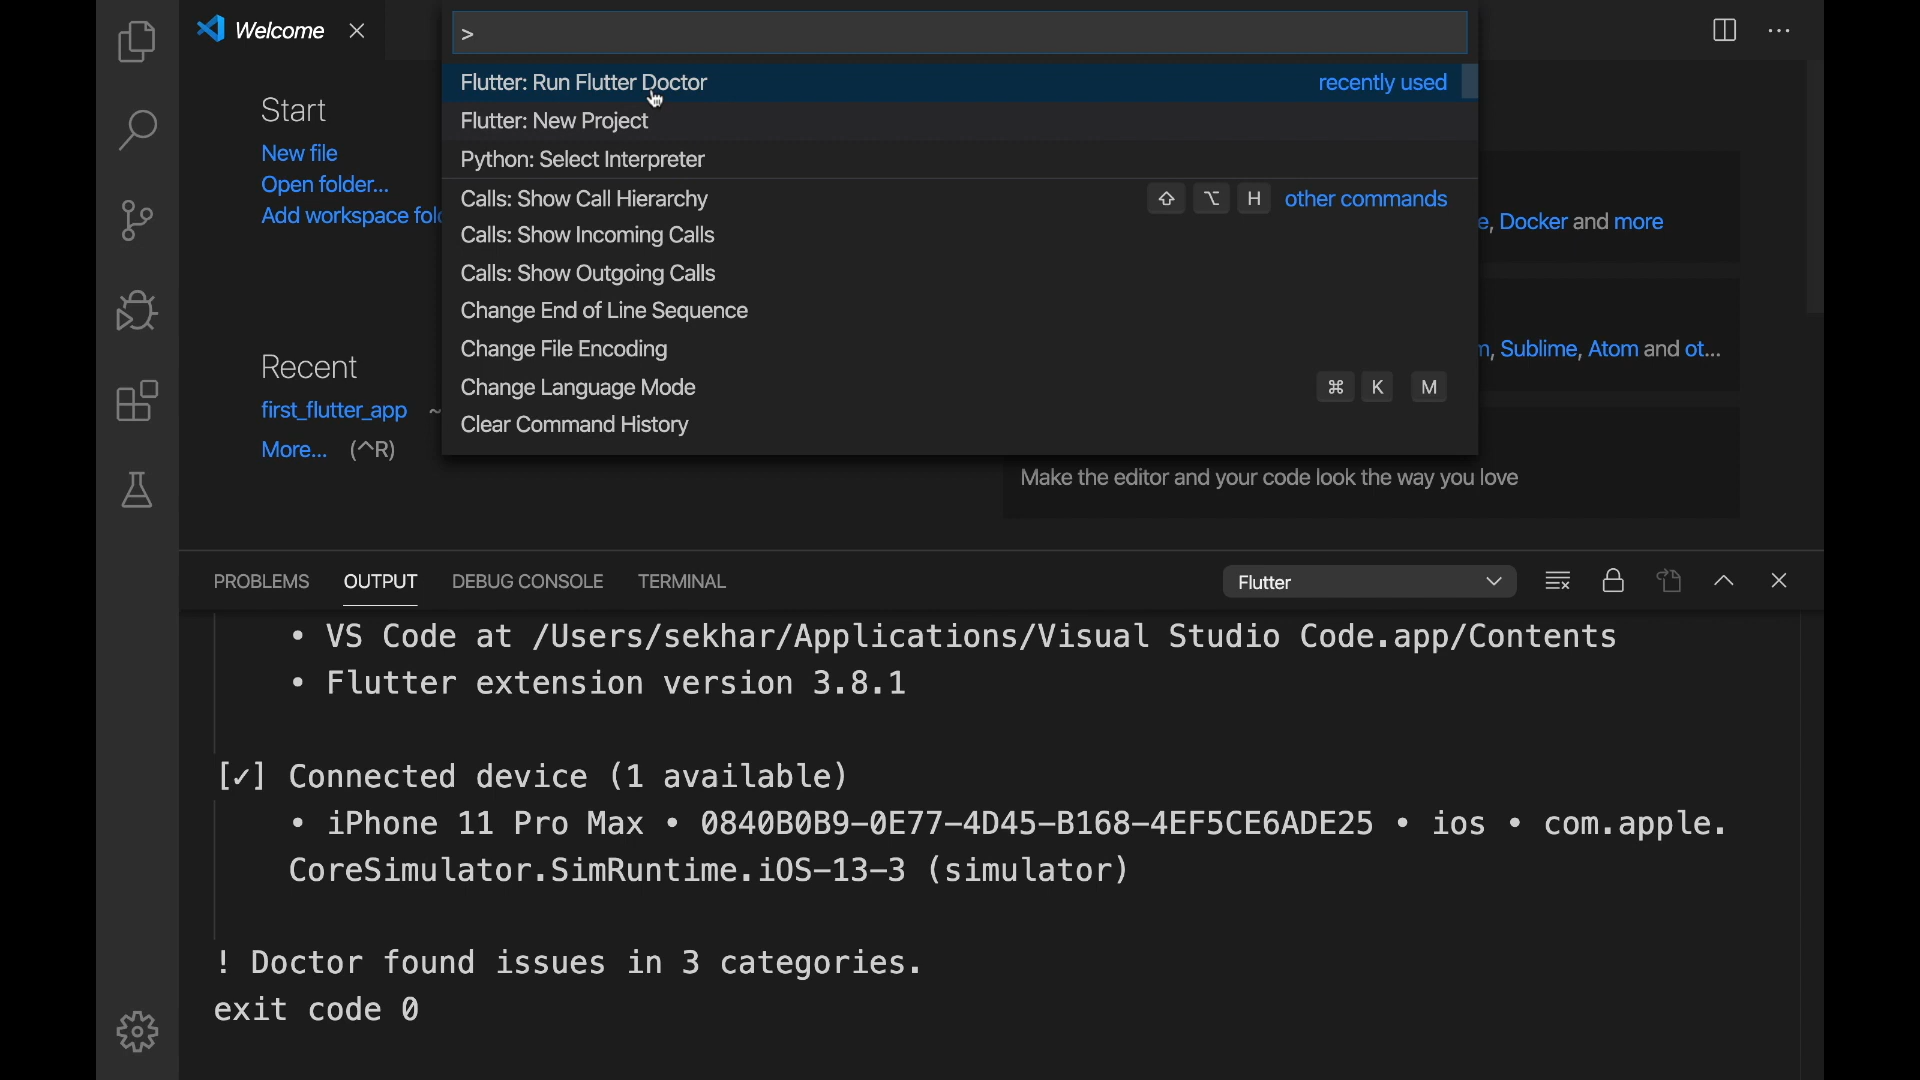 Welcome
>
Flutter: Run Flutter Doctor recently used
Flutter: New Project
Python: Select Interpreter
Calls: Show Call Hierarchy ⇧ ⌥ H other commands
Calls: Show Incoming Calls
Calls: Show Outgoing Calls
Change End of Line Sequence
Change File Encoding
Change Language Mode ⌘ K M
Clear Command History
Start
New file
Open folder...
Add workspace
Recent
first_flutter_app ~
More... (^R)
, Docker and more
, Sublime, Atom and ot...
Make the editor and your code look the way you love
PROBLEMS OUTPUT DEBUG CONSOLE TERMINAL Flutter
• VS Code at /Users/sekhar/Applications/Visual Studio Code.app/Contents
• Flutter extension version 3.8.1
[✓] Connected device (1 available)
• iPhone 11 Pro Max • 0840B0B9-0E77-4D45-B168-4EF5CE6ADE25 • ios • com.apple.
CoreSimulator.SimRuntime.iOS-13-3 (simulator)
! Doctor found issues in 3 categories.
exit code 0